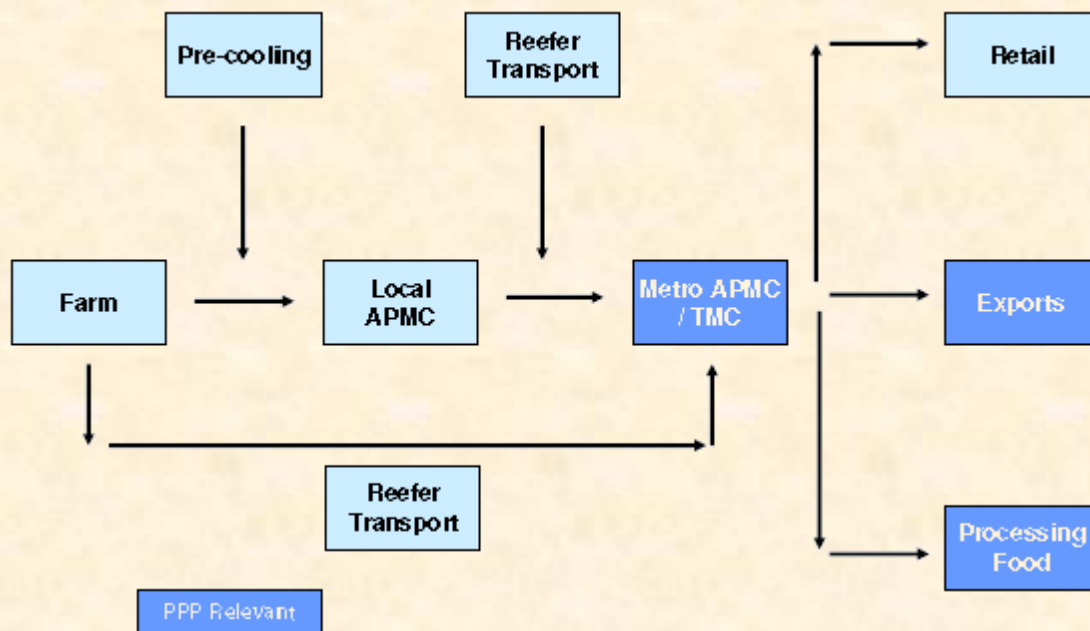 Pre-cooling
Reefer
Transport
Retail
Farm
Local
APMC
Metro APMC
/ TMC
Exports
Reefer
Transport
Processing
Food
PPP Relevant